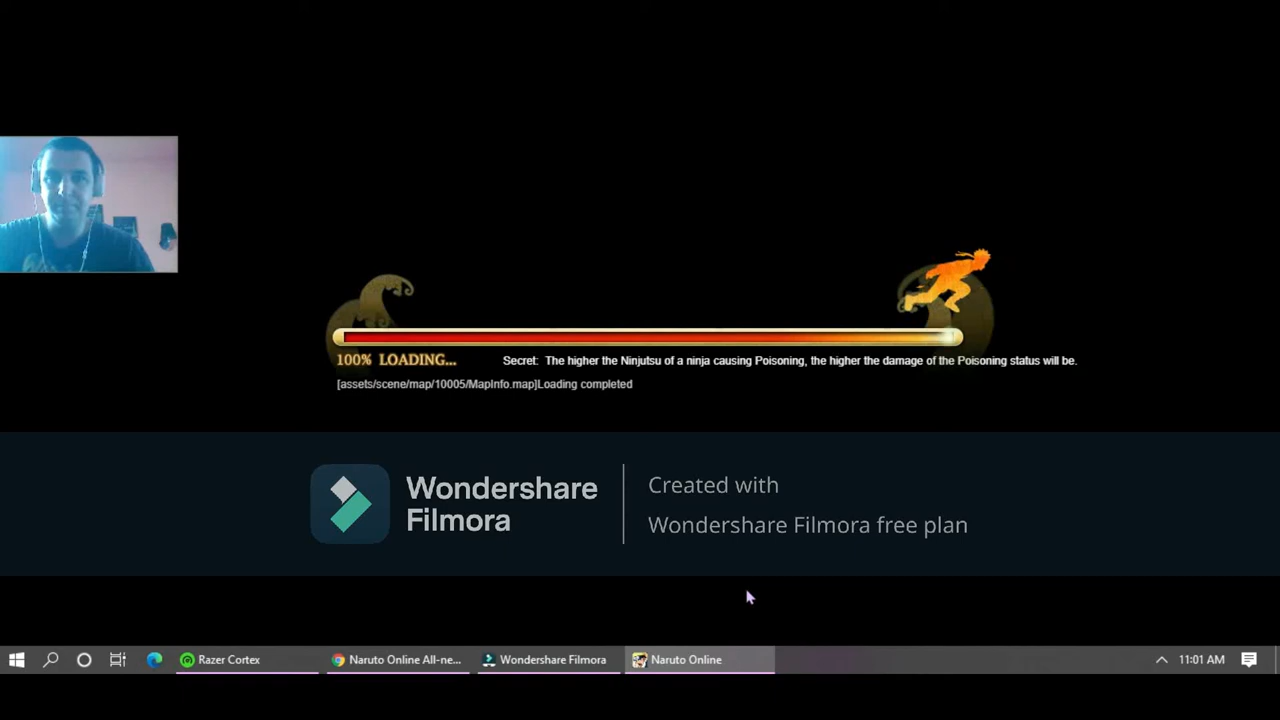 100% LOADING...
Secret: The higher the Ninjutsu of a ninja causing Poisoning, the higher the damage of the Poisoning status will be.
[assets/scene/map/10005/MapInfo.map]Loading completed
Wondershare
Filmora
Created with
Wondershare Filmora free plan
Razer Cortex
Naruto Online All-ne...
Wondershare Filmora
Naruto Online
11:01 AM